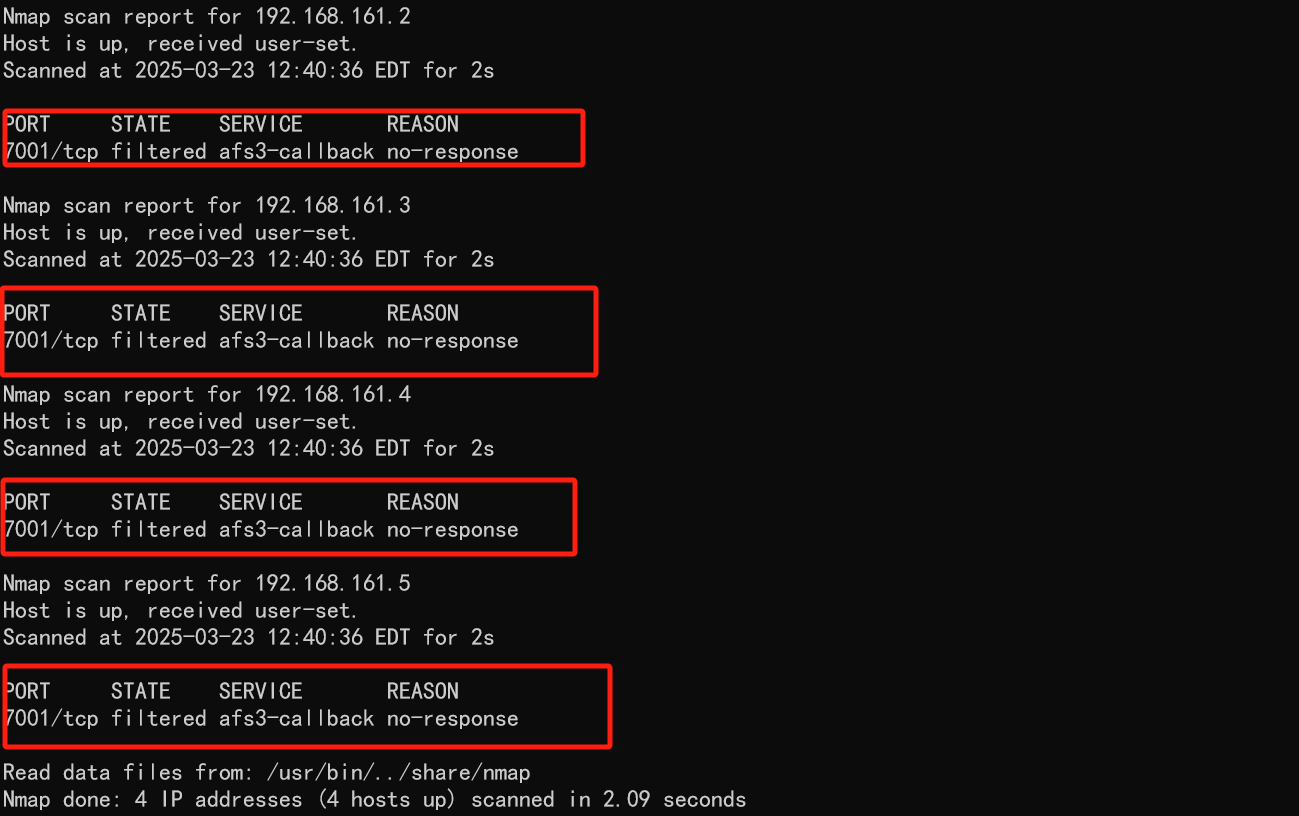 Nmap scan report for 192.168.161.2
Host is up, received user-set.
Scanned at 2025-03-23 12:40:36 EDT for 2s
PORT     STATE    SERVICE       REASON
7001/tcp filtered afs3-callback no-response
Nmap scan report for 192.168.161.3
Host is up, received user-set.
Scanned at 2025-03-23 12:40:36 EDT for 2s
PORT     STATE    SERVICE       REASON
7001/tcp filtered afs3-callback no-response
Nmap scan report for 192.168.161.4
Host is up, received user-set.
Scanned at 2025-03-23 12:40:36 EDT for 2s
PORT     STATE    SERVICE       REASON
7001/tcp filtered afs3-callback no-response
Nmap scan report for 192.168.161.5
Host is up, received user-set.
Scanned at 2025-03-23 12:40:36 EDT for 2s
PORT     STATE    SERVICE       REASON
7001/tcp filtered afs3-callback no-response
Read data files from: /usr/bin/../share/nmap
Nmap done: 4 IP addresses (4 hosts up) scanned in 2.09 seconds